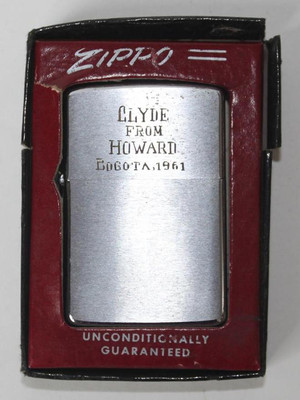 ZIPPO
CLYDE
FROM
HOWARD
BOGOTA, 1961
UNCONDITIONALLY
GUARANTEED